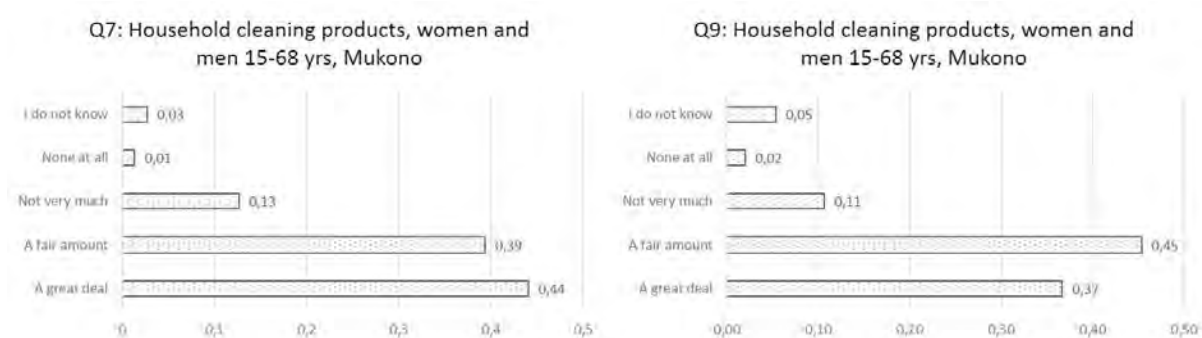 Q7: Household cleaning products, women and
men 15-68 yrs, Mukono
I do not know
0,03
None at all
0,01
Not very much
0,13
A fair amount
0,39
A great deal
0,44
0
0,1
0,2
0,3
0,4
0,5
Q9: Household cleaning products, women and
men 15-68 yrs, Mukono
I do not know
0,05
None at all
0,02
Not very much
0,11
A fair amount
0,45
A great deal
0,37
0,00
0,10
0,20
0,30
0,40
0,50